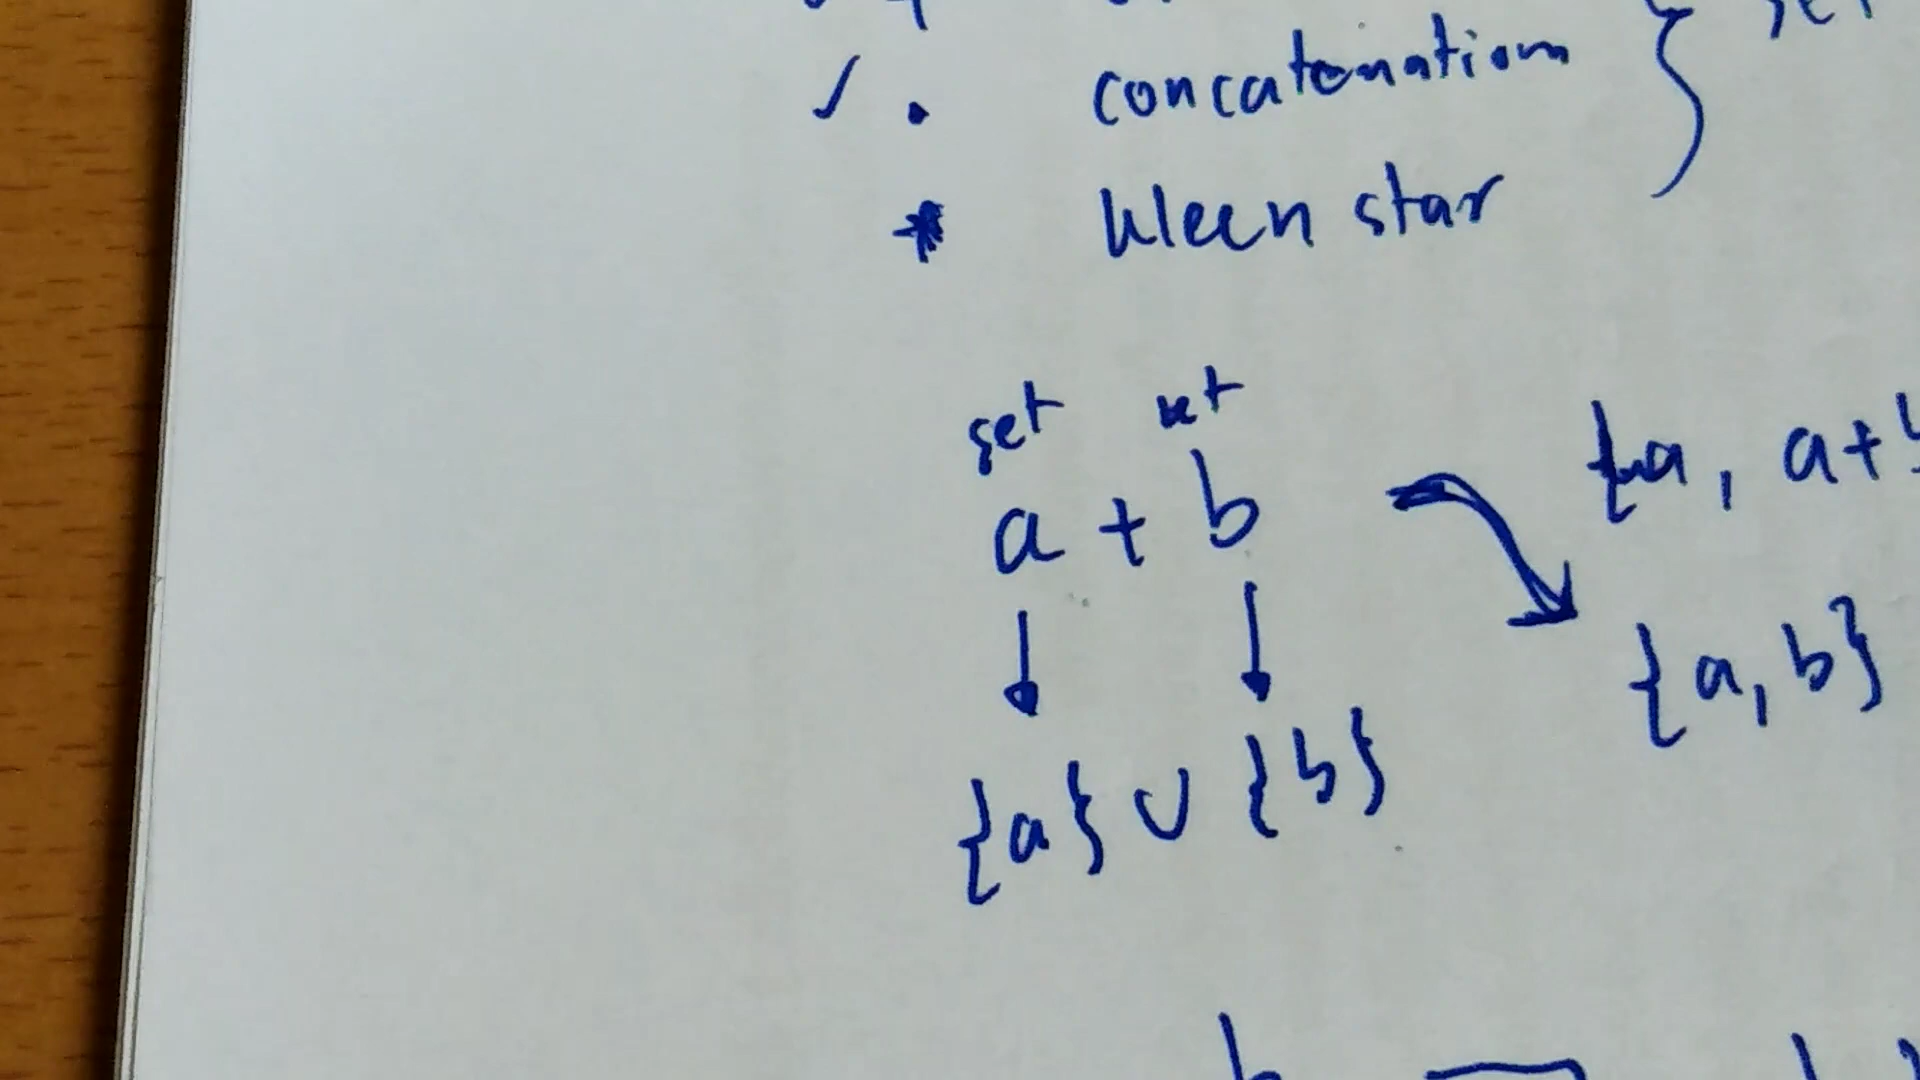 ✓ . concatenation }
* kleen star
set set
a + b {a, a+
{a, b}
{a} ∪ {b}
b